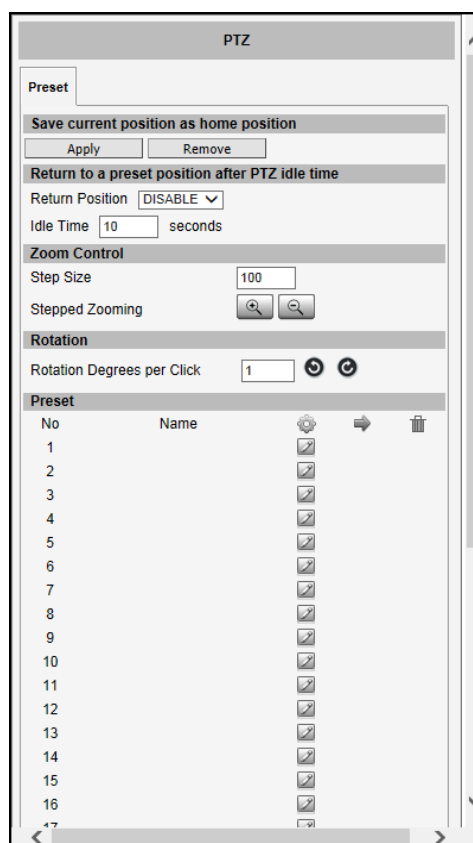 PTZ
Preset
Save current position as home position
Apply Remove
Return to a preset position after PTZ idle time
Return Position DISABLE
Idle Time 10 seconds
Zoom Control
Step Size 100
Stepped Zooming
Rotation
Rotation Degrees per Click 1
Preset
No Name
1
2
3
4
5
6
7
8
9
10
11
12
13
14
15
16
17